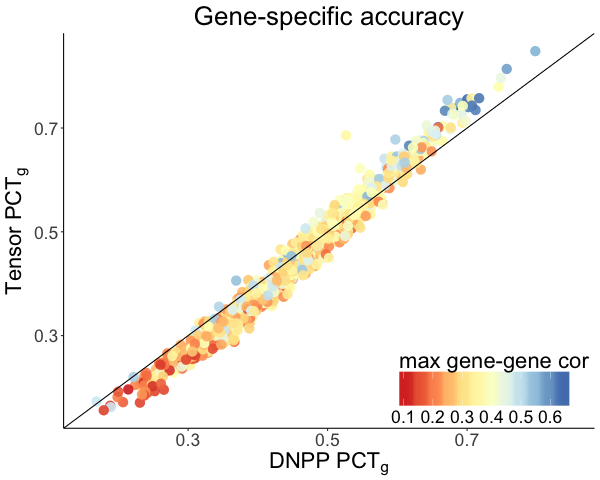 Gene-specific accuracy
Tensor PCTg
0.7
0.5
0.3
max gene-gene cor
0.1 0.2 0.3 0.4 0.5 0.6
0.3 0.5 0.7
DNPP PCTg